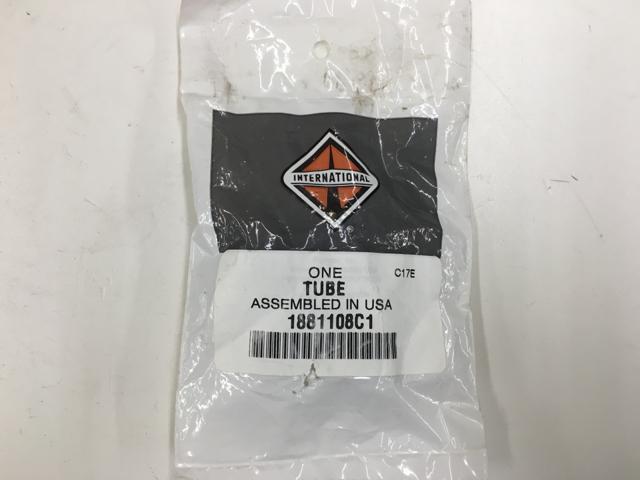 INTERNATIONAL
®
ONE C17E
TUBE
ASSEMBLED IN USA
1881108C1